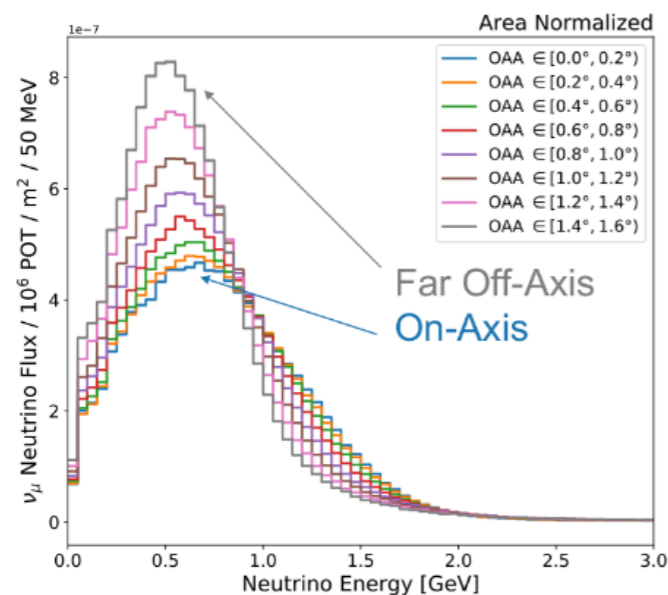 Area Normalized
1e−7
OAA ∈[0.0°, 0.2°)
OAA ∈[0.2°, 0.4°)
OAA ∈[0.4°, 0.6°)
OAA ∈[0.6°, 0.8°)
OAA ∈[0.8°, 1.0°)
OAA ∈[1.0°, 1.2°)
OAA ∈[1.2°, 1.4°)
OAA ∈[1.4°, 1.6°)
Far Off-Axis
On-Axis
νμ Neutrino Flux / 10⁶ POT / m² / 50 MeV
8
6
4
2
0
0.0 0.5 1.0 1.5 2.0 2.5 3.0
Neutrino Energy [GeV]